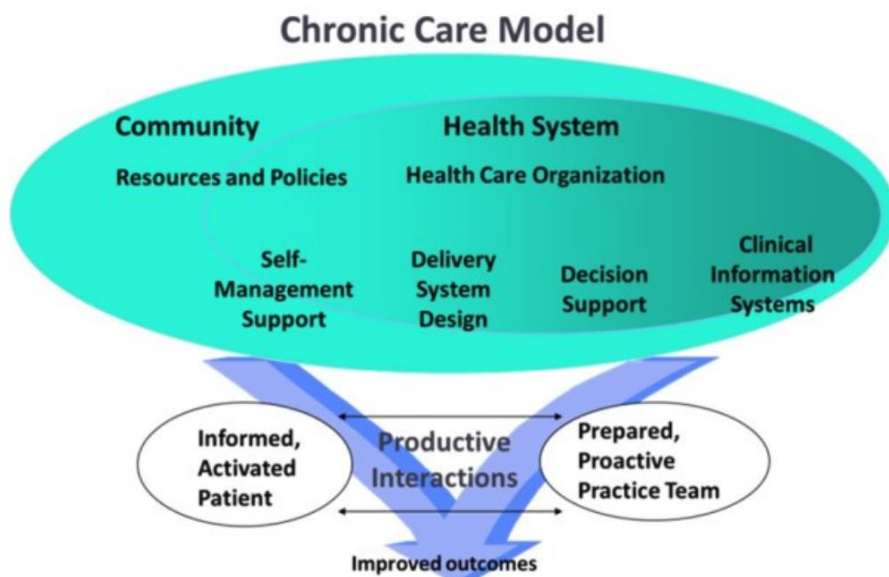 Chronic Care Model
Community
Health System
Resources and Policies
Health Care Organization
Self-
Management
Support
Delivery
System
Design
Decision
Support
Clinical
Information
Systems
Informed,
Activated
Patient
Productive
Interactions
Prepared,
Proactive
Practice Team
Improved outcomes